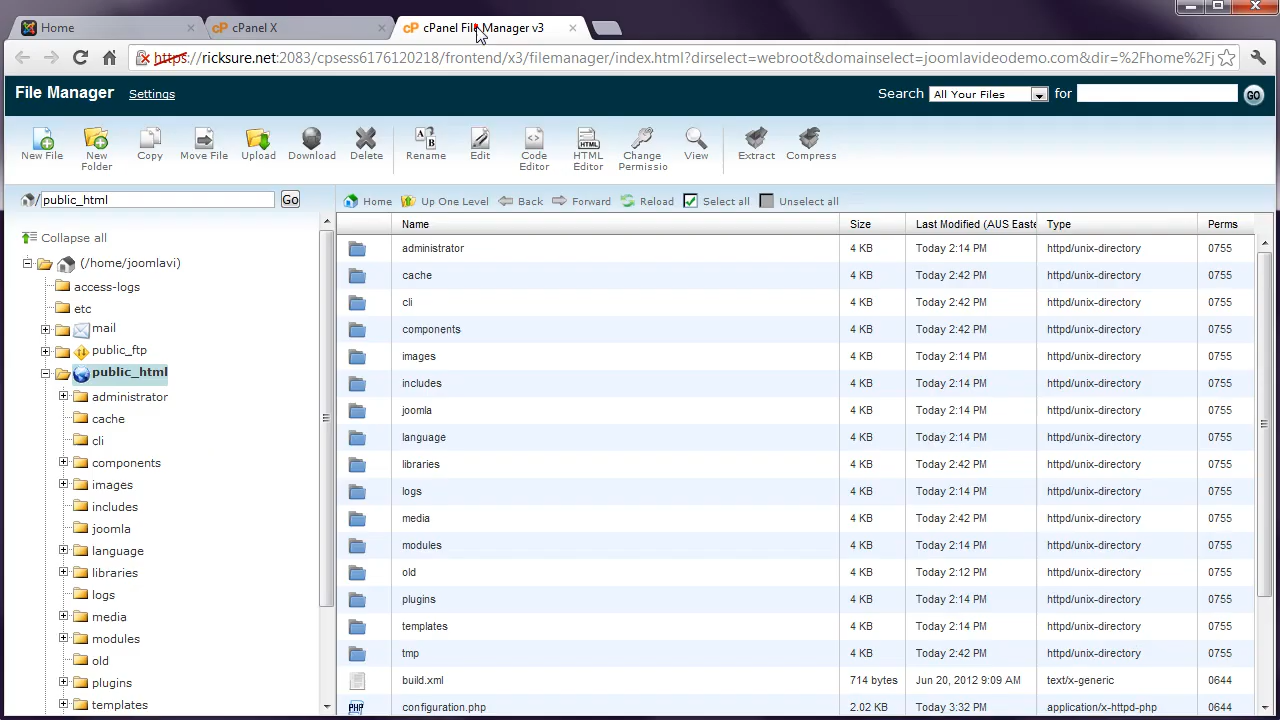 Home
cPanel X
cPanel File Manager v3
https://ricksure.net:2083/cpsess6176120218/frontend/x3/filemanager/index.html?dirselect=webroot&domainselect=joomlavideodemo.com&dir=%2Fhome%2Fj
File Manager Settings
Search All Your Files for GO
New File
New Folder
Copy
Move File
Upload
Download
Delete
Rename
Edit
Code Editor
HTML Editor
Change Permissio
View
Extract
Compress
/ public_html Go
Home Up One Level Back Forward Reload Select all Unselect all
Collapse all
(/home/joomlavi)
access-logs
etc
mail
public_ftp
public_html
administrator
cache
cli
components
images
includes
joomla
language
libraries
logs
media
modules
old
plugins
templates
Name Size Last Modified (AUS Easte Type Perms
administrator 4 KB Today 2:14 PM httpd/unix-directory 0755
cache 4 KB Today 2:42 PM httpd/unix-directory 0755
cli 4 KB Today 2:42 PM httpd/unix-directory 0755
components 4 KB Today 2:42 PM httpd/unix-directory 0755
images 4 KB Today 2:42 PM httpd/unix-directory 0755
includes 4 KB Today 2:14 PM httpd/unix-directory 0755
joomla 4 KB Today 2:14 PM httpd/unix-directory 0755
language 4 KB Today 2:14 PM httpd/unix-directory 0755
libraries 4 KB Today 2:42 PM httpd/unix-directory 0755
logs 4 KB Today 2:14 PM httpd/unix-directory 0755
media 4 KB Today 2:42 PM httpd/unix-directory 0755
modules 4 KB Today 2:14 PM httpd/unix-directory 0755
old 4 KB Today 2:12 PM httpd/unix-directory 0755
plugins 4 KB Today 2:14 PM httpd/unix-directory 0755
templates 4 KB Today 2:14 PM httpd/unix-directory 0755
tmp 4 KB Today 2:42 PM httpd/unix-directory 0755
build.xml 714 bytes Jun 20, 2012 9:09 AM text/x-generic 0644
configuration.php 2.02 KB Today 3:32 PM application/x-httpd-php 0644